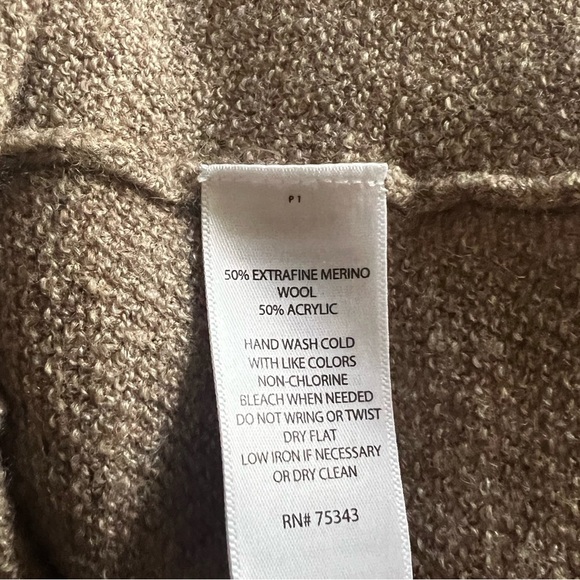 P 1
50% EXTRAFINE MERINO
WOOL
50% ACRYLIC
HAND WASH COLD
WITH LIKE COLORS
NON-CHLORINE
BLEACH WHEN NEEDED
DO NOT WRING OR TWIST
DRY FLAT
LOW IRON IF NECESSARY
OR DRY CLEAN
RN# 75343